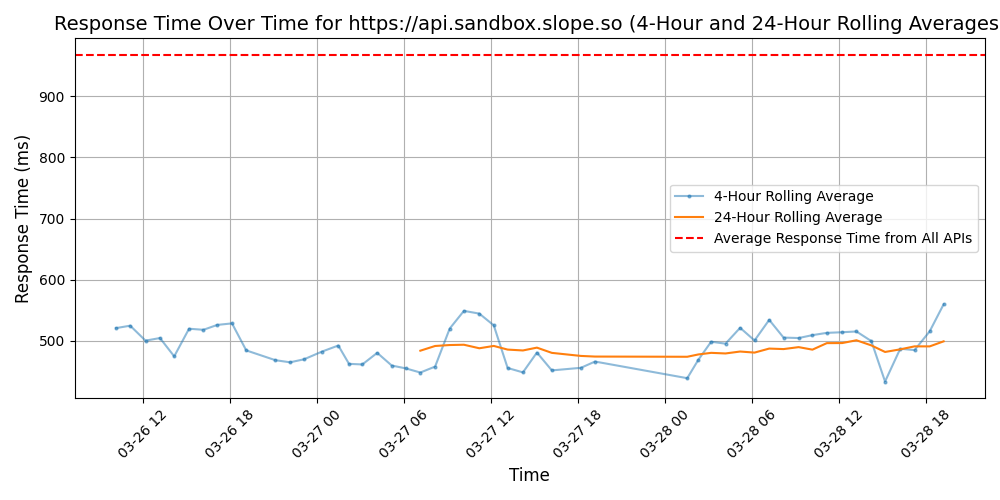 Response Time Over Time for https://api.sandbox.slope.so (4-Hour and 24-Hour Rolling Averages
Response Time (ms)
900
800
700
600
500
4-Hour Rolling Average
24-Hour Rolling Average
Average Response Time from All APIs
03-26 12
03-26 18
03-27 00
03-27 06
03-27 12
03-27 18
03-28 00
03-28 06
03-28 12
03-28 18
Time